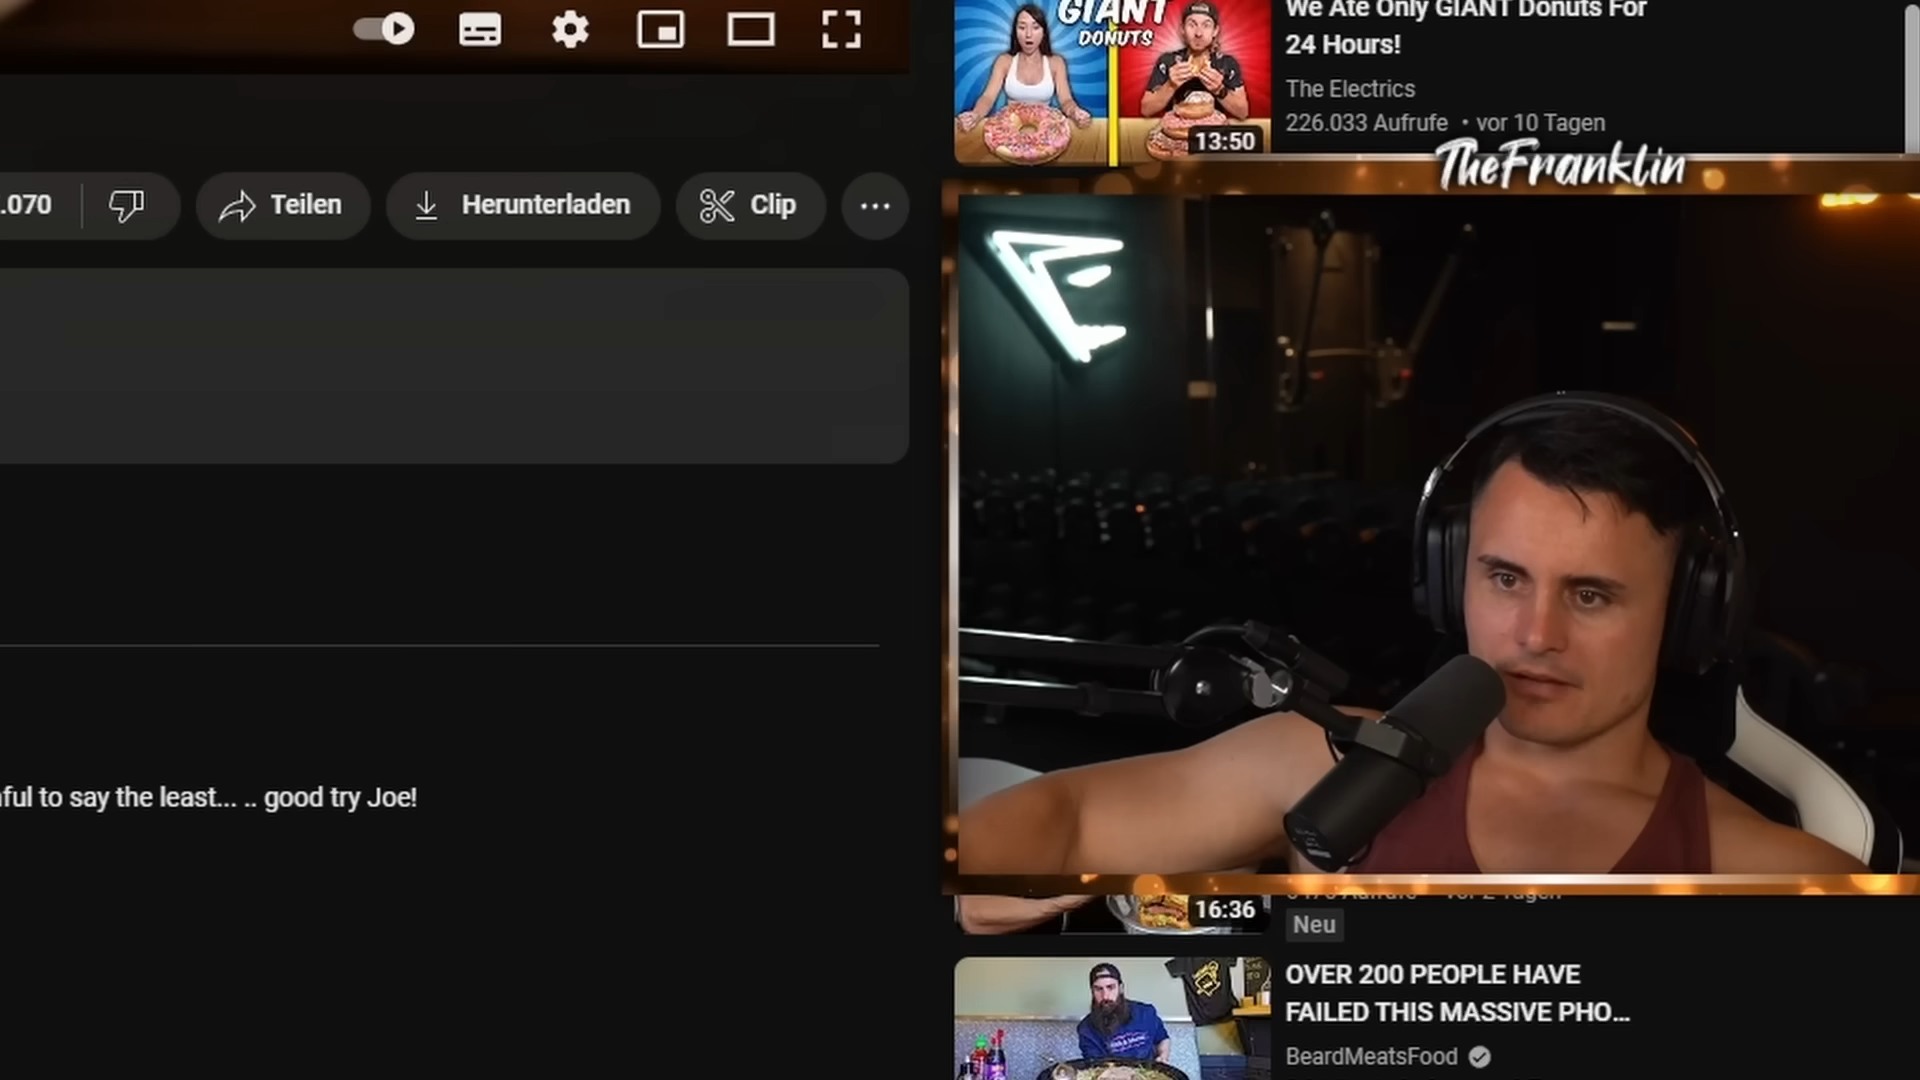 GIANT
DONUTS
13:50
We Ate Only GIANT Donuts For
24 Hours!
The Electrics
226.033 Aufrufe • vor 10 Tagen
TheFranklin
.070
Teilen
Herunterladen
Clip
ful to say the least... .. good try Joe!
16:36
Neu
OVER 200 PEOPLE HAVE
FAILED THIS MASSIVE PHO...
BeardMeatsFood